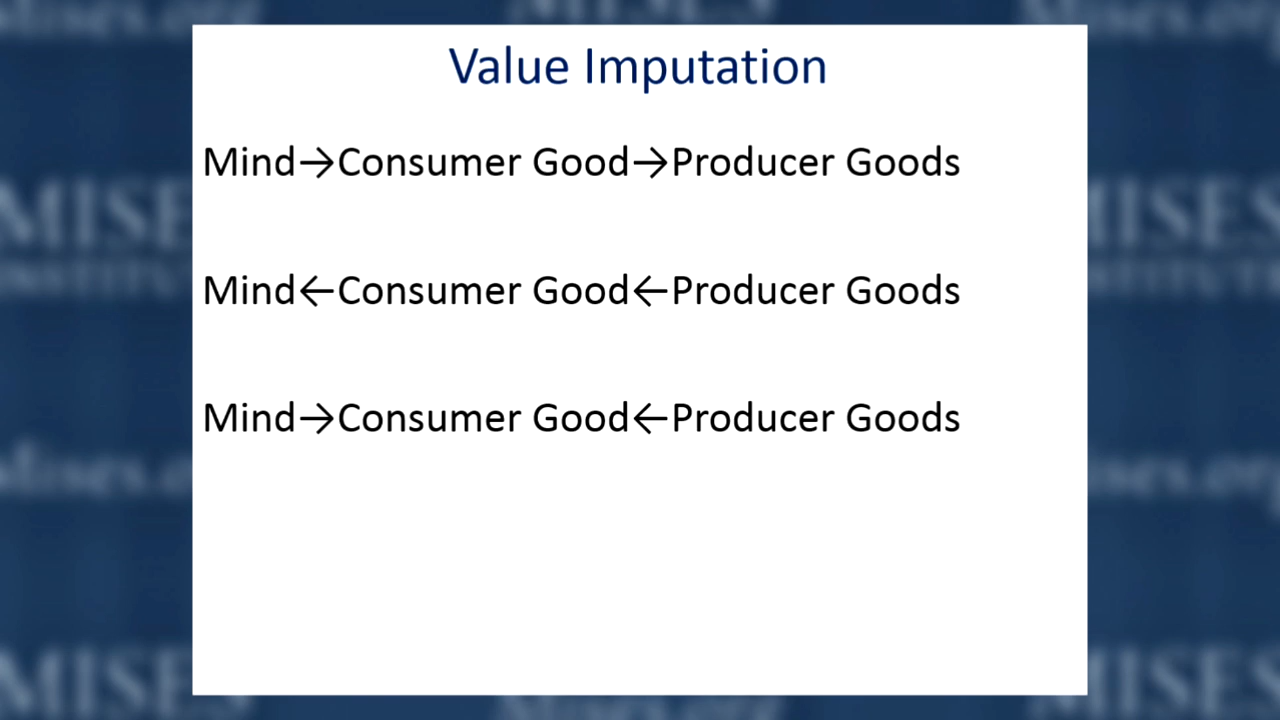 Value Imputation
Mind→Consumer Good→Producer Goods
Mind←Consumer Good←Producer Goods
Mind→Consumer Good←Producer Goods